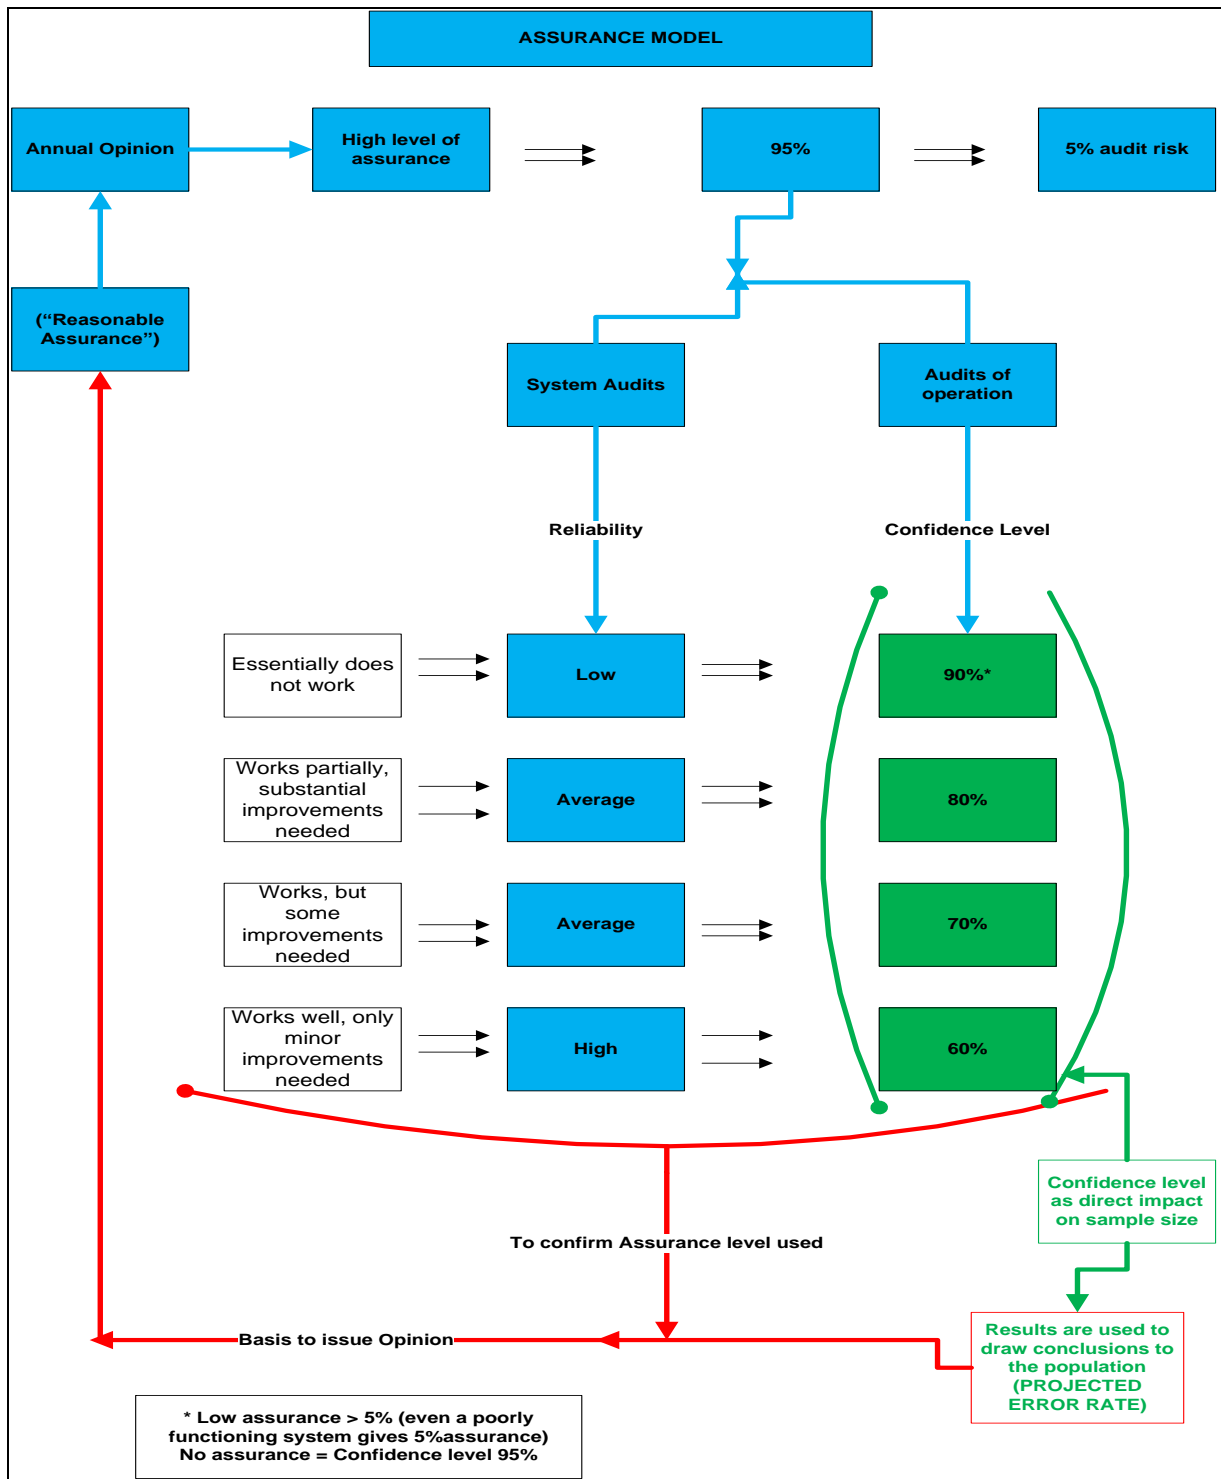 ASSURANCE MODEL
Annual Opinion
High level of
assurance
95%
5% audit risk
(“Reasonable
Assurance”)
System Audits
Audits of
operation
Reliability
Confidence Level
Essentially does
not work
Low
90%*
Works partially,
substantial
improvements
needed
Average
80%
Works, but
some
improvements
needed
Average
70%
Works well, only
minor
improvements
needed
High
60%
Confidence level
as direct impact
on sample size
To confirm Assurance level used
Basis to issue Opinion
Results are used to
draw conclusions to
the population
(PROJECTED
ERROR RATE)
* Low assurance > 5% (even a poorly
functioning system gives 5%assurance)
No assurance = Confidence level 95%